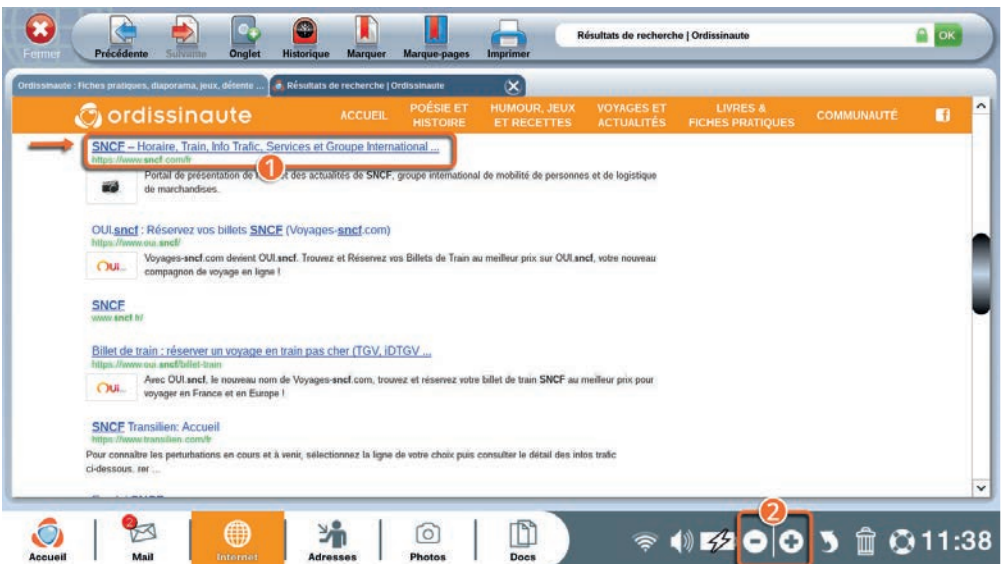 Fermer
Précédente
Suivante
Onglet
Historique
Marquer
Marque-pages
Imprimer
Résultats de recherche | Ordissinaute
OK
Ordissinaute : Fiches pratiques, diaporama, jeux, détente ...
Résultats de recherche | Ordissinaute
ordissinaute
ACCUEIL
POÉSIE ET
HISTOIRE
HUMOUR, JEUX
ET RECETTES
VOYAGES ET
ACTUALITÉS
LIVRES &
FICHES PRATIQUES
COMMUNAUTÉ
f
SNCF – Horaire, Train, Info Trafic, Services et Groupe International ...
https://www.sncf.com/fr
1
Portail de présentation de et des actualités de SNCF, groupe international de mobilité de personnes et de logistique
de marchandises.
OUI.sncf : Réservez vos billets SNCF (Voyages-sncf.com)
https://www.oui.sncf/
OUI...
Voyages-sncf.com devient OUI.sncf. Trouvez et Réservez vos Billets de Train au meilleur prix sur OUI.sncf, votre nouveau
compagnon de voyage en ligne !
SNCF
www.sncf.fr/
Billet de train : réserver un voyage en train pas cher (TGV, iDTGV ...
https://www.oui.sncf/billet-train
OUI...
Avec OUI.sncf, le nouveau nom de Voyages-sncf.com, trouvez et réservez votre billet de train SNCF au meilleur prix pour
voyager en France et en Europe !
SNCF Transilien: Accueil
https://www.transilien.com/fr
Pour connaître les perturbations en cours et à venir, sélectionnez la ligne de votre choix puis consulter le détail des infos trafic
ci-dessous. rer ...
2
Accueil
2
Mail
Internet
Adresses
Photos
Docs
11:38